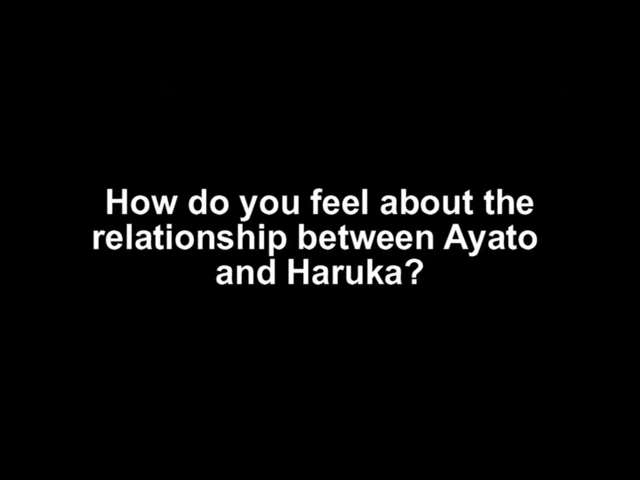 How do you feel about the
relationship between Ayato
and Haruka?